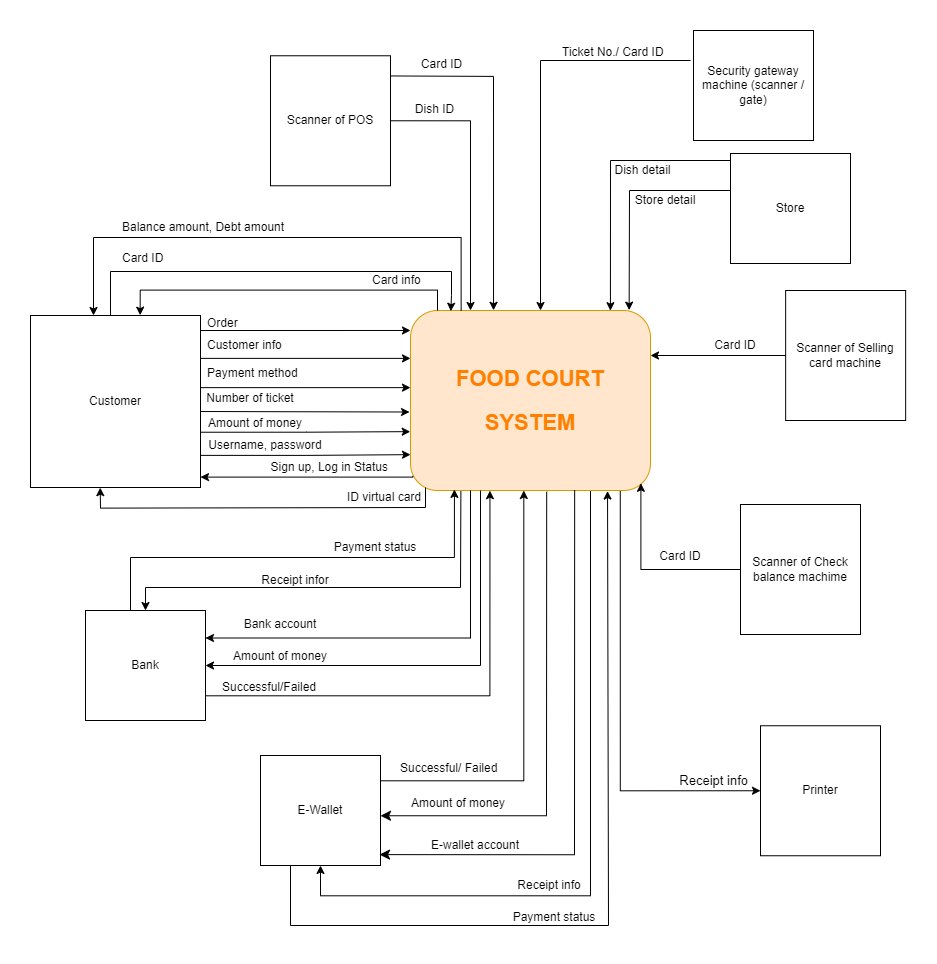 Ticket No./ Card ID
Card ID
Security gateway
machine (scanner /
gate)
Dish ID
Scanner of POS
Dish detail
Store detail
Store
Balance amount, Debt amount
Card ID
Card info
Order
Customer info
Payment method
Number of ticket
Amount of money
Username, password
Sign up, Log in Status
ID virtual card
Customer
FOOD COURT
SYSTEM
Card ID
Scanner of Selling
card machine
Card ID
Scanner of Check
balance machime
Payment status
Receipt infor
Bank account
Amount of money
Successful/Failed
Bank
Successful/ Failed
Amount of money
E-wallet account
Receipt info
Payment status
E-Wallet
Receipt info
Printer